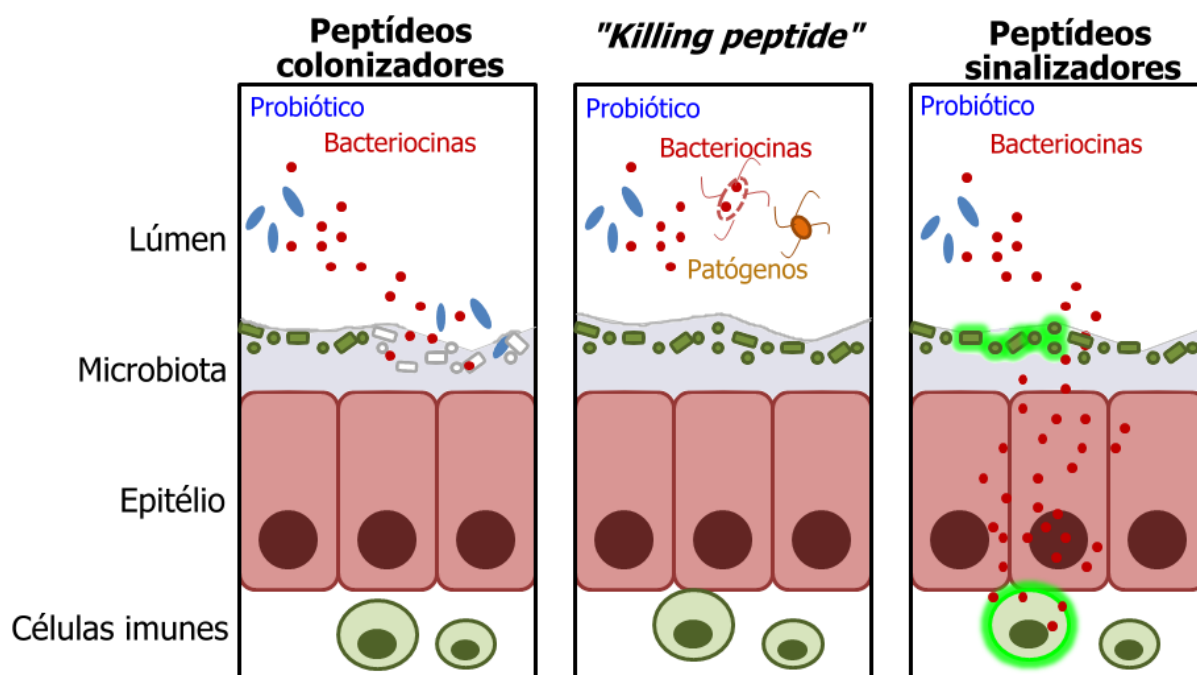 Peptídeos
colonizadores
"Killing peptide"
Peptídeos
sinalizadores
Probiótico
Bacteriocinas
Probiótico
Bacteriocinas
Patógenos
Probiótico
Bacteriocinas
Lúmen
Microbiota
Epitélio
Células imunes